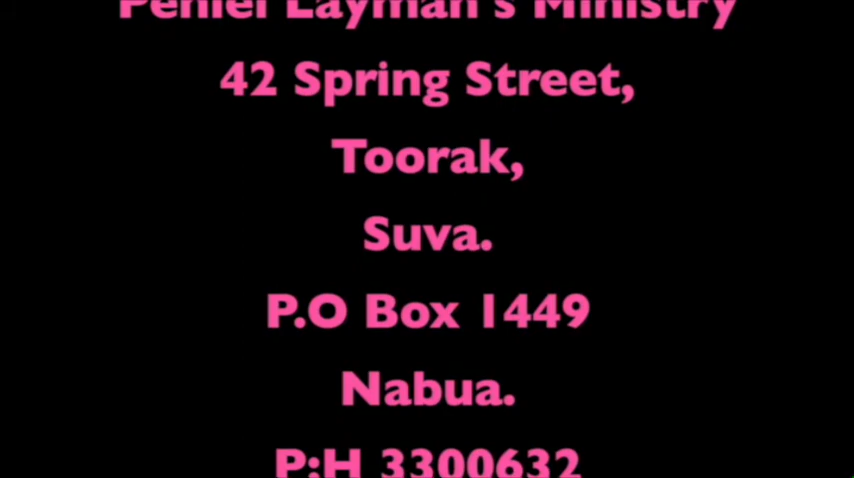 Peniel Layman's Ministry
42 Spring Street,
Toorak,
Suva.
P.O Box 1449
Nabua.
P:H 3300632